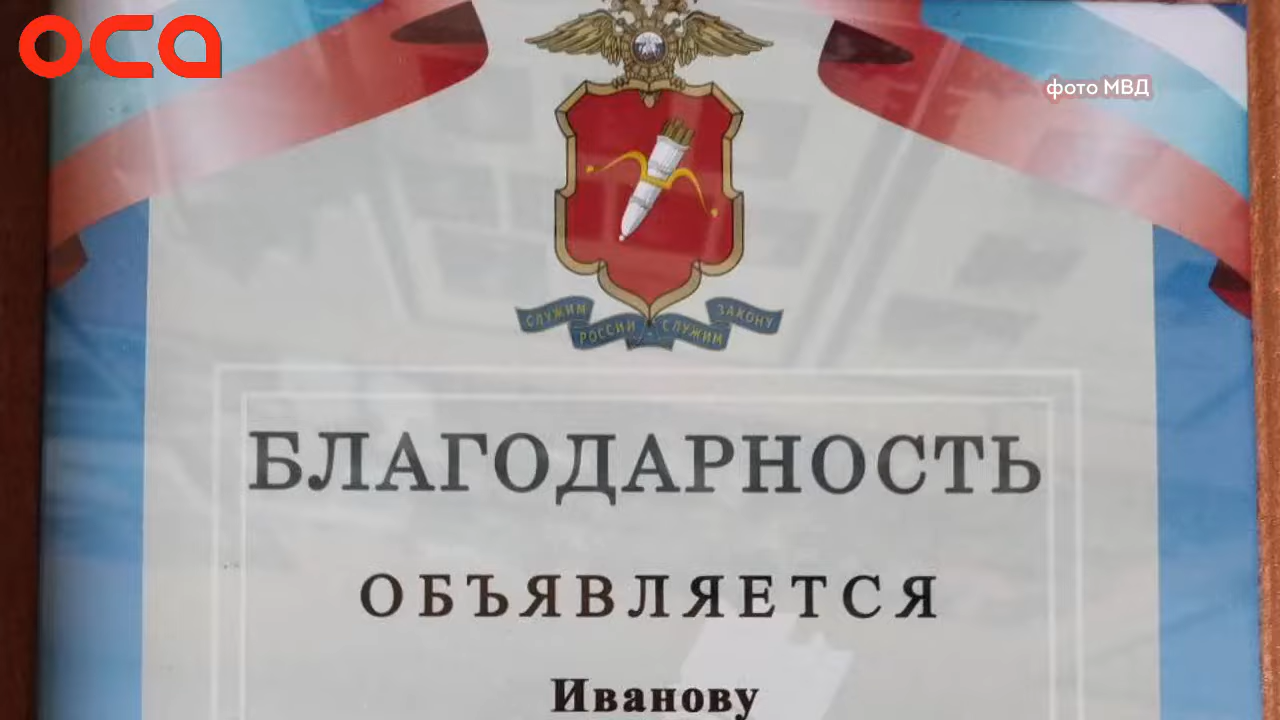 оса
фото МВД
СЛУЖИМ РОССИИ - СЛУЖИМ ЗАКОНУ
БЛАГОДАРНОСТЬ
ОБЪЯВЛЯЕТСЯ
Иванову